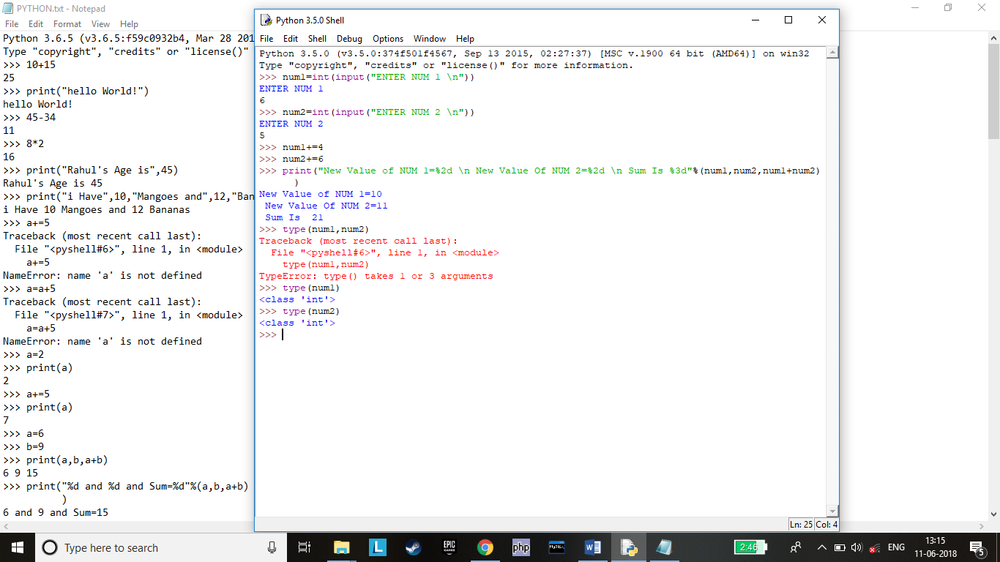 PYTHON.txt - Notepad
File Edit Format View Help
Python 3.6.5 (v3.6.5:f59c0932b4, Mar 28 201
Type "copyright", "credits" or "license()"
>>> 10+15
25
>>> print("hello World!")
hello World!
>>> 45-34
11
>>> 8*2
16
>>> print("Rahul's Age is",45)
Rahul's Age is 45
>>> print("i Have",10,"Mangoes and",12,"Ban
i Have 10 Mangoes and 12 Bananas
>>> a+=5
Traceback (most recent call last):
  File "<pyshell#6>", line 1, in <module>
    a+=5
NameError: name 'a' is not defined
>>> a=a+5
Traceback (most recent call last):
  File "<pyshell#7>", line 1, in <module>
    a=a+5
NameError: name 'a' is not defined
>>> a=2
>>> print(a)
2
>>> a+=5
>>> print(a)
7
>>> a=6
>>> b=9
>>> print(a,b,a+b)
6 9 15
>>> print("%d and %d and Sum=%d"%(a,b,a+b)
          )
6 and 9 and Sum=15
Python 3.5.0 Shell
File Edit Shell Debug Options Window Help
Python 3.5.0 (v3.5.0:374f501f4567, Sep 13 2015, 02:27:37) [MSC v.1900 64 bit (AMD64)] on win32
Type "copyright", "credits" or "license()" for more information.
>>> num1=int(input("ENTER NUM 1 \n"))
ENTER NUM 1
6
>>> num2=int(input("ENTER NUM 2 \n"))
ENTER NUM 2
5
>>> num1+=4
>>> num2+=6
>>> print("New Value of NUM 1=%2d \n New Value Of NUM 2=%2d \n Sum Is %3d"%(num1,num2,num1+num2)
      )
New Value of NUM 1=10
 New Value Of NUM 2=11
 Sum Is  21
>>> type(num1,num2)
Traceback (most recent call last):
  File "<pyshell#6>", line 1, in <module>
    type(num1,num2)
TypeError: type() takes 1 or 3 arguments
>>> type(num1)
<class 'int'>
>>> type(num2)
<class 'int'>
>>>
Ln: 25 Col: 4
Type here to search
L
EPIC GAMES
php
MySQL
W
2:46
ENG
13:15
11-06-2018
5